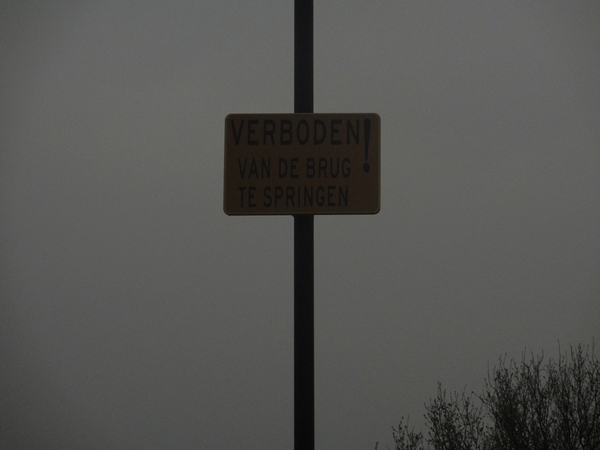 VERBODEN!
VAN DE BRUG
TE SPRINGEN